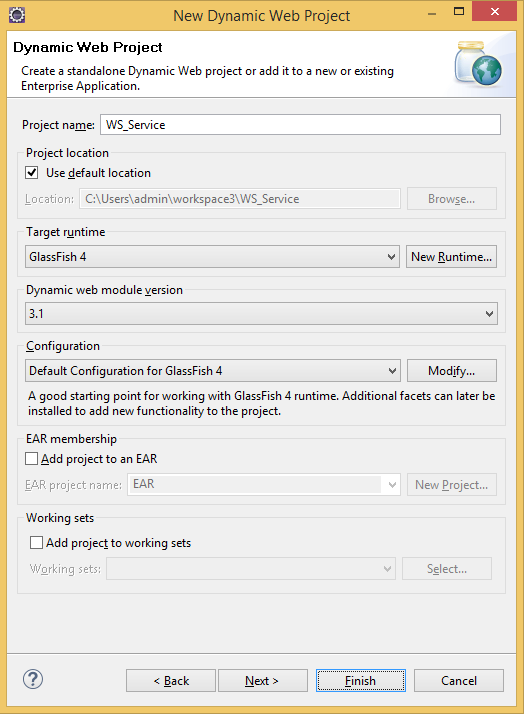 New Dynamic Web Project
Dynamic Web Project
Create a standalone Dynamic Web project or add it to a new or existing
Enterprise Application.
Project name: WS_Service
Project location
Use default location
Location: C:\Users\admin\workspace3\WS_Service Browse...
Target runtime
GlassFish 4 New Runtime...
Dynamic web module version
3.1
Configuration
Default Configuration for GlassFish 4 Modify...
A good starting point for working with GlassFish 4 runtime. Additional facets can later be
installed to add new functionality to the project.
EAR membership
Add project to an EAR
EAR project name: EAR New Project...
Working sets
Add project to working sets
Working sets: Select...
? < Back Next > Finish Cancel